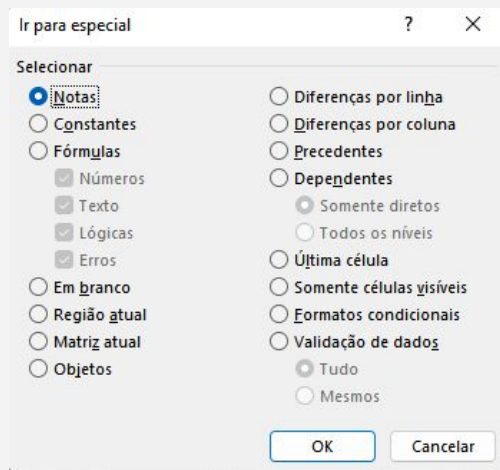 Ir para especial ? X
Selecionar
Notas
Constantes
Fórmulas
Números
Texto
Lógicas
Erros
Em branco
Região atual
Matriz atual
Objetos
Diferenças por linha
Diferenças por coluna
Precedentes
Dependentes
Somente diretos
Todos os níveis
Última célula
Somente células visíveis
Formatos condicionais
Validação de dados
Tudo
Mesmos
OK
Cancelar